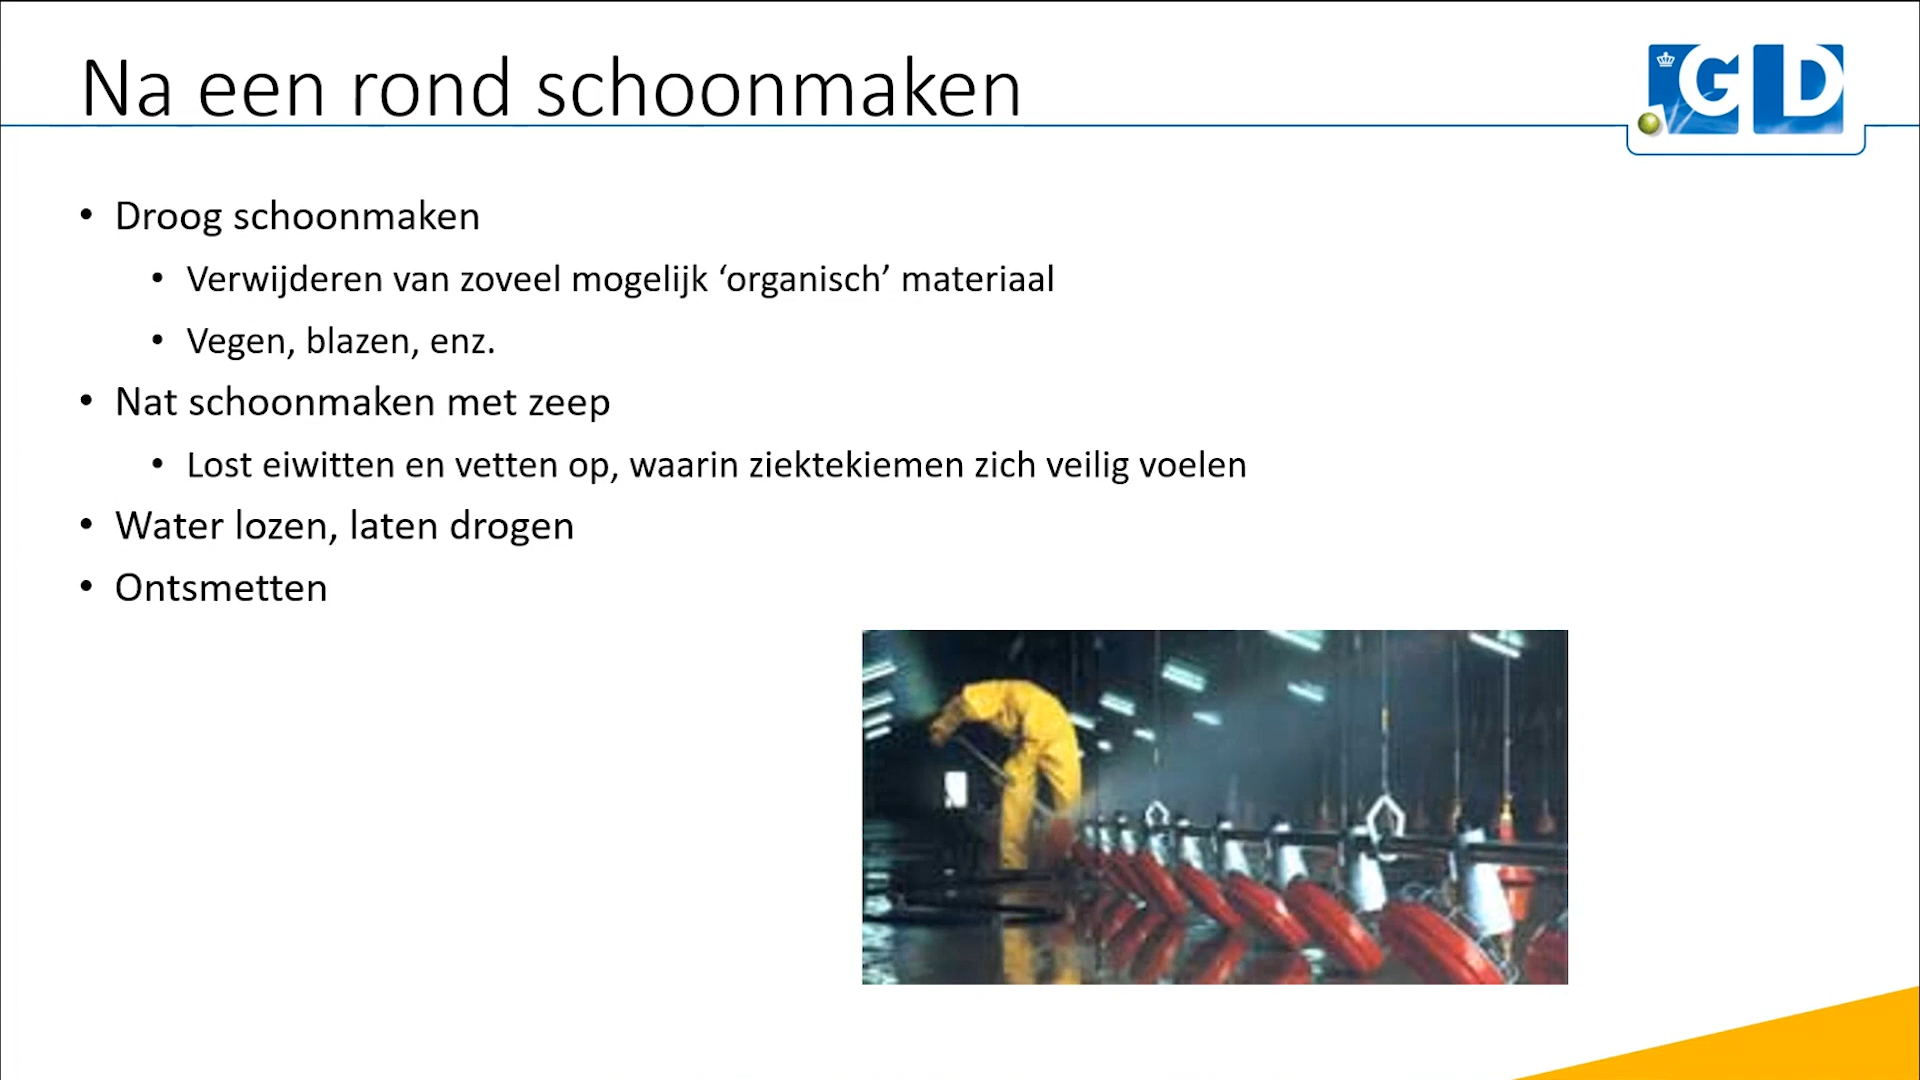 Na een rond schoonmaken
GD
• Droog schoonmaken
• Verwijderen van zoveel mogelijk ‘organisch’ materiaal
• Vegen, blazen, enz.
• Nat schoonmaken met zeep
• Lost eiwitten en vetten op, waarin ziektekiemen zich veilig voelen
• Water lozen, laten drogen
• Ontsmetten